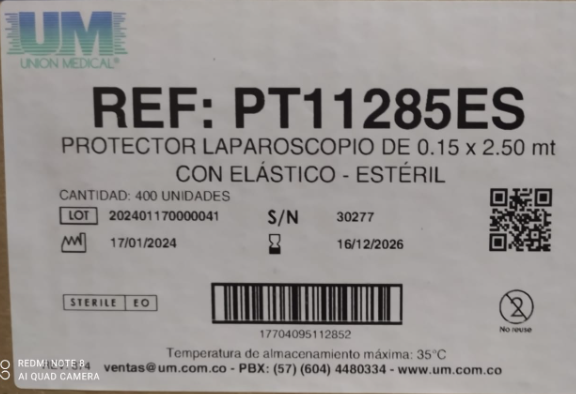 UM
UNION MEDICAL®
REF: PT11285ES
PROTECTOR LAPAROSCOPIO DE 0.15 x 2.50 mt
CON ELÁSTICO - ESTÉRIL
CANTIDAD: 400 UNIDADES
LOT 202401170000041 S/N 30277
17/01/2024 16/12/2026
STERILE EO
17704095112852
2
No reuse
Temperatura de almacenamiento máxima: 35°C
ventas@um.com.co - PBX: (57) (604) 4480334 - www.um.com.co
REDMI NOTE 8
AI QUAD CAMERA